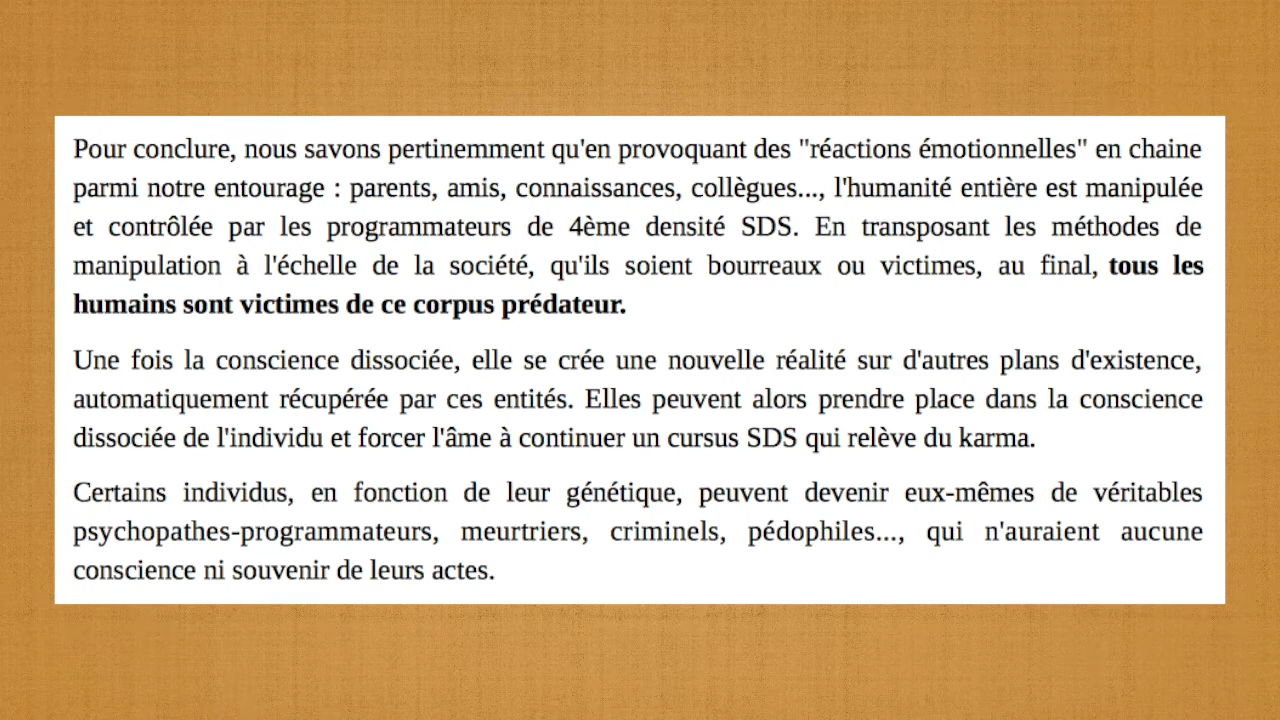 Pour conclure, nous savons pertinemment qu'en provoquant des "réactions émotionnelles" en chaine
parmi notre entourage : parents, amis, connaissances, collègues..., l'humanité entière est manipulée
et contrôlée par les programmateurs de 4ème densité SDS. En transposant les méthodes de
manipulation à l'échelle de la société, qu'ils soient bourreaux ou victimes, au final, tous les
humains sont victimes de ce corpus prédateur.
Une fois la conscience dissociée, elle se crée une nouvelle réalité sur d'autres plans d'existence,
automatiquement récupérée par ces entités. Elles peuvent alors prendre place dans la conscience
dissociée de l'individu et forcer l'âme à continuer un cursus SDS qui relève du karma.
Certains individus, en fonction de leur génétique, peuvent devenir eux-mêmes de véritables
psychopathes-programmateurs, meurtriers, criminels, pédophiles..., qui n'auraient aucune
conscience ni souvenir de leurs actes.